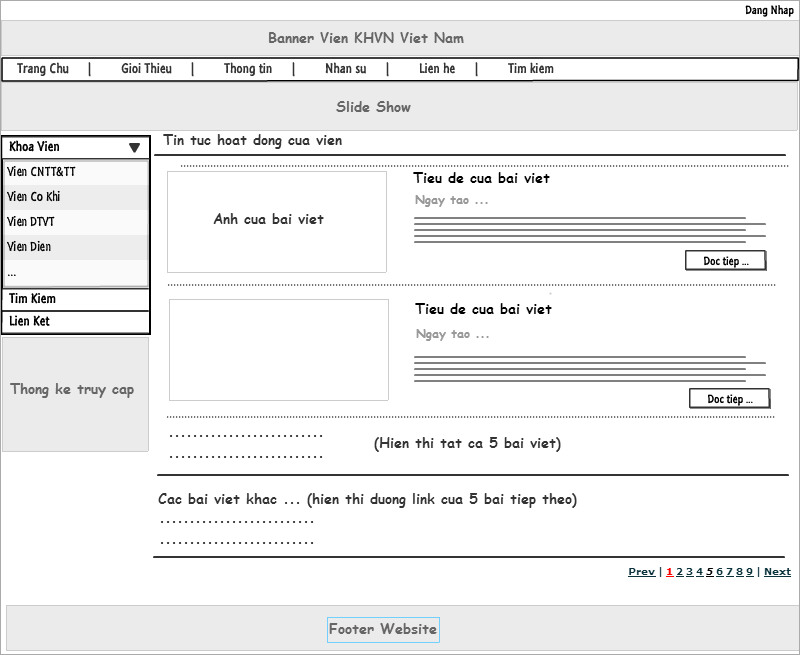 Dang Nhap
Banner Vien KHVN Viet Nam
Trang Chu | Gioi Thieu | Thong tin | Nhan su | Lien he | Tim kiem
Slide Show
Khoa Vien
Vien CNTT&TT
Vien Co Khi
Vien DTVT
Vien Dien
...
Tim Kiem
Lien Ket
Thong ke truy cap
Tin tuc hoat dong cua vien
Anh cua bai viet
Tieu de cua bai viet
Ngay tao ...
Doc tiep ...
Tieu de cua bai viet
Ngay tao ...
Doc tiep ...
(Hien thi tat ca 5 bai viet)
Cac bai viet khac ... (hien thi duong link cua 5 bai tiep theo)
Prev | 1 2 3 4 5 6 7 8 9 | Next
Footer Website